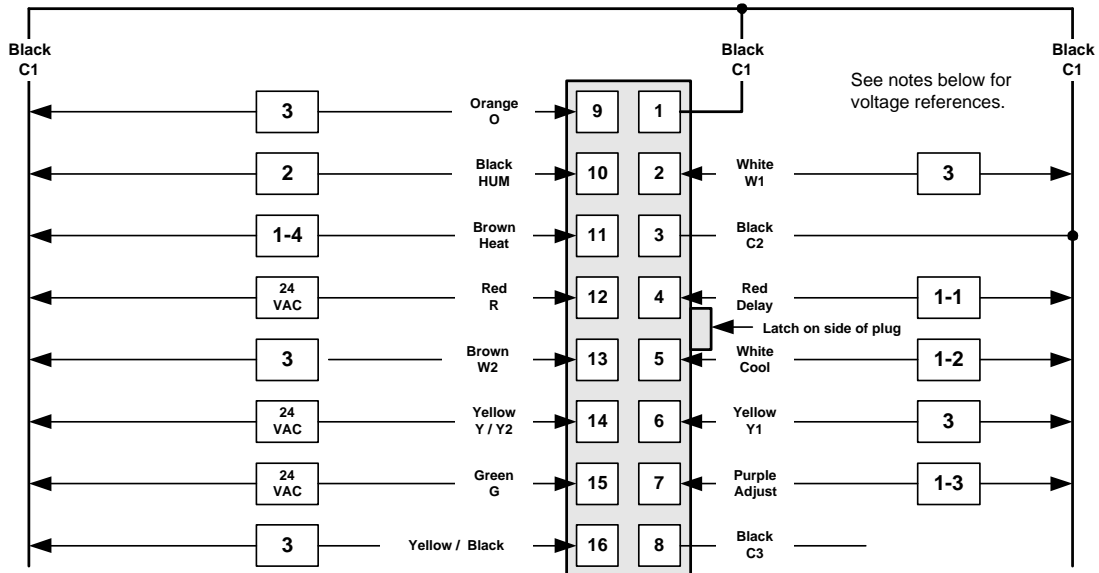 Black
C1
Black
C1
Black
C1
See notes below for
voltage references.
3
Orange
O
9
1
2
Black
HUM
10
2
White
W1
3
1-4
Brown
Heat
11
3
Black
C2
24
VAC
Red
R
12
4
Red
Delay
1-1
Latch on side of plug
3
Brown
W2
13
5
White
Cool
1-2
24
VAC
Yellow
Y / Y2
14
6
Yellow
Y1
3
24
VAC
Green
G
15
7
Purple
Adjust
1-3
3
Yellow / Black
16
8
Black
C3